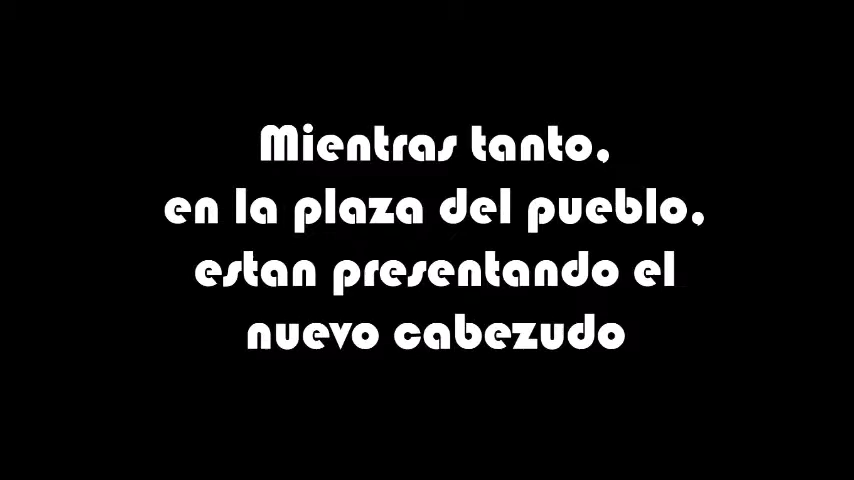 Mientras tanto,
en la plaza del pueblo,
estan presentando el
nuevo cabezudo